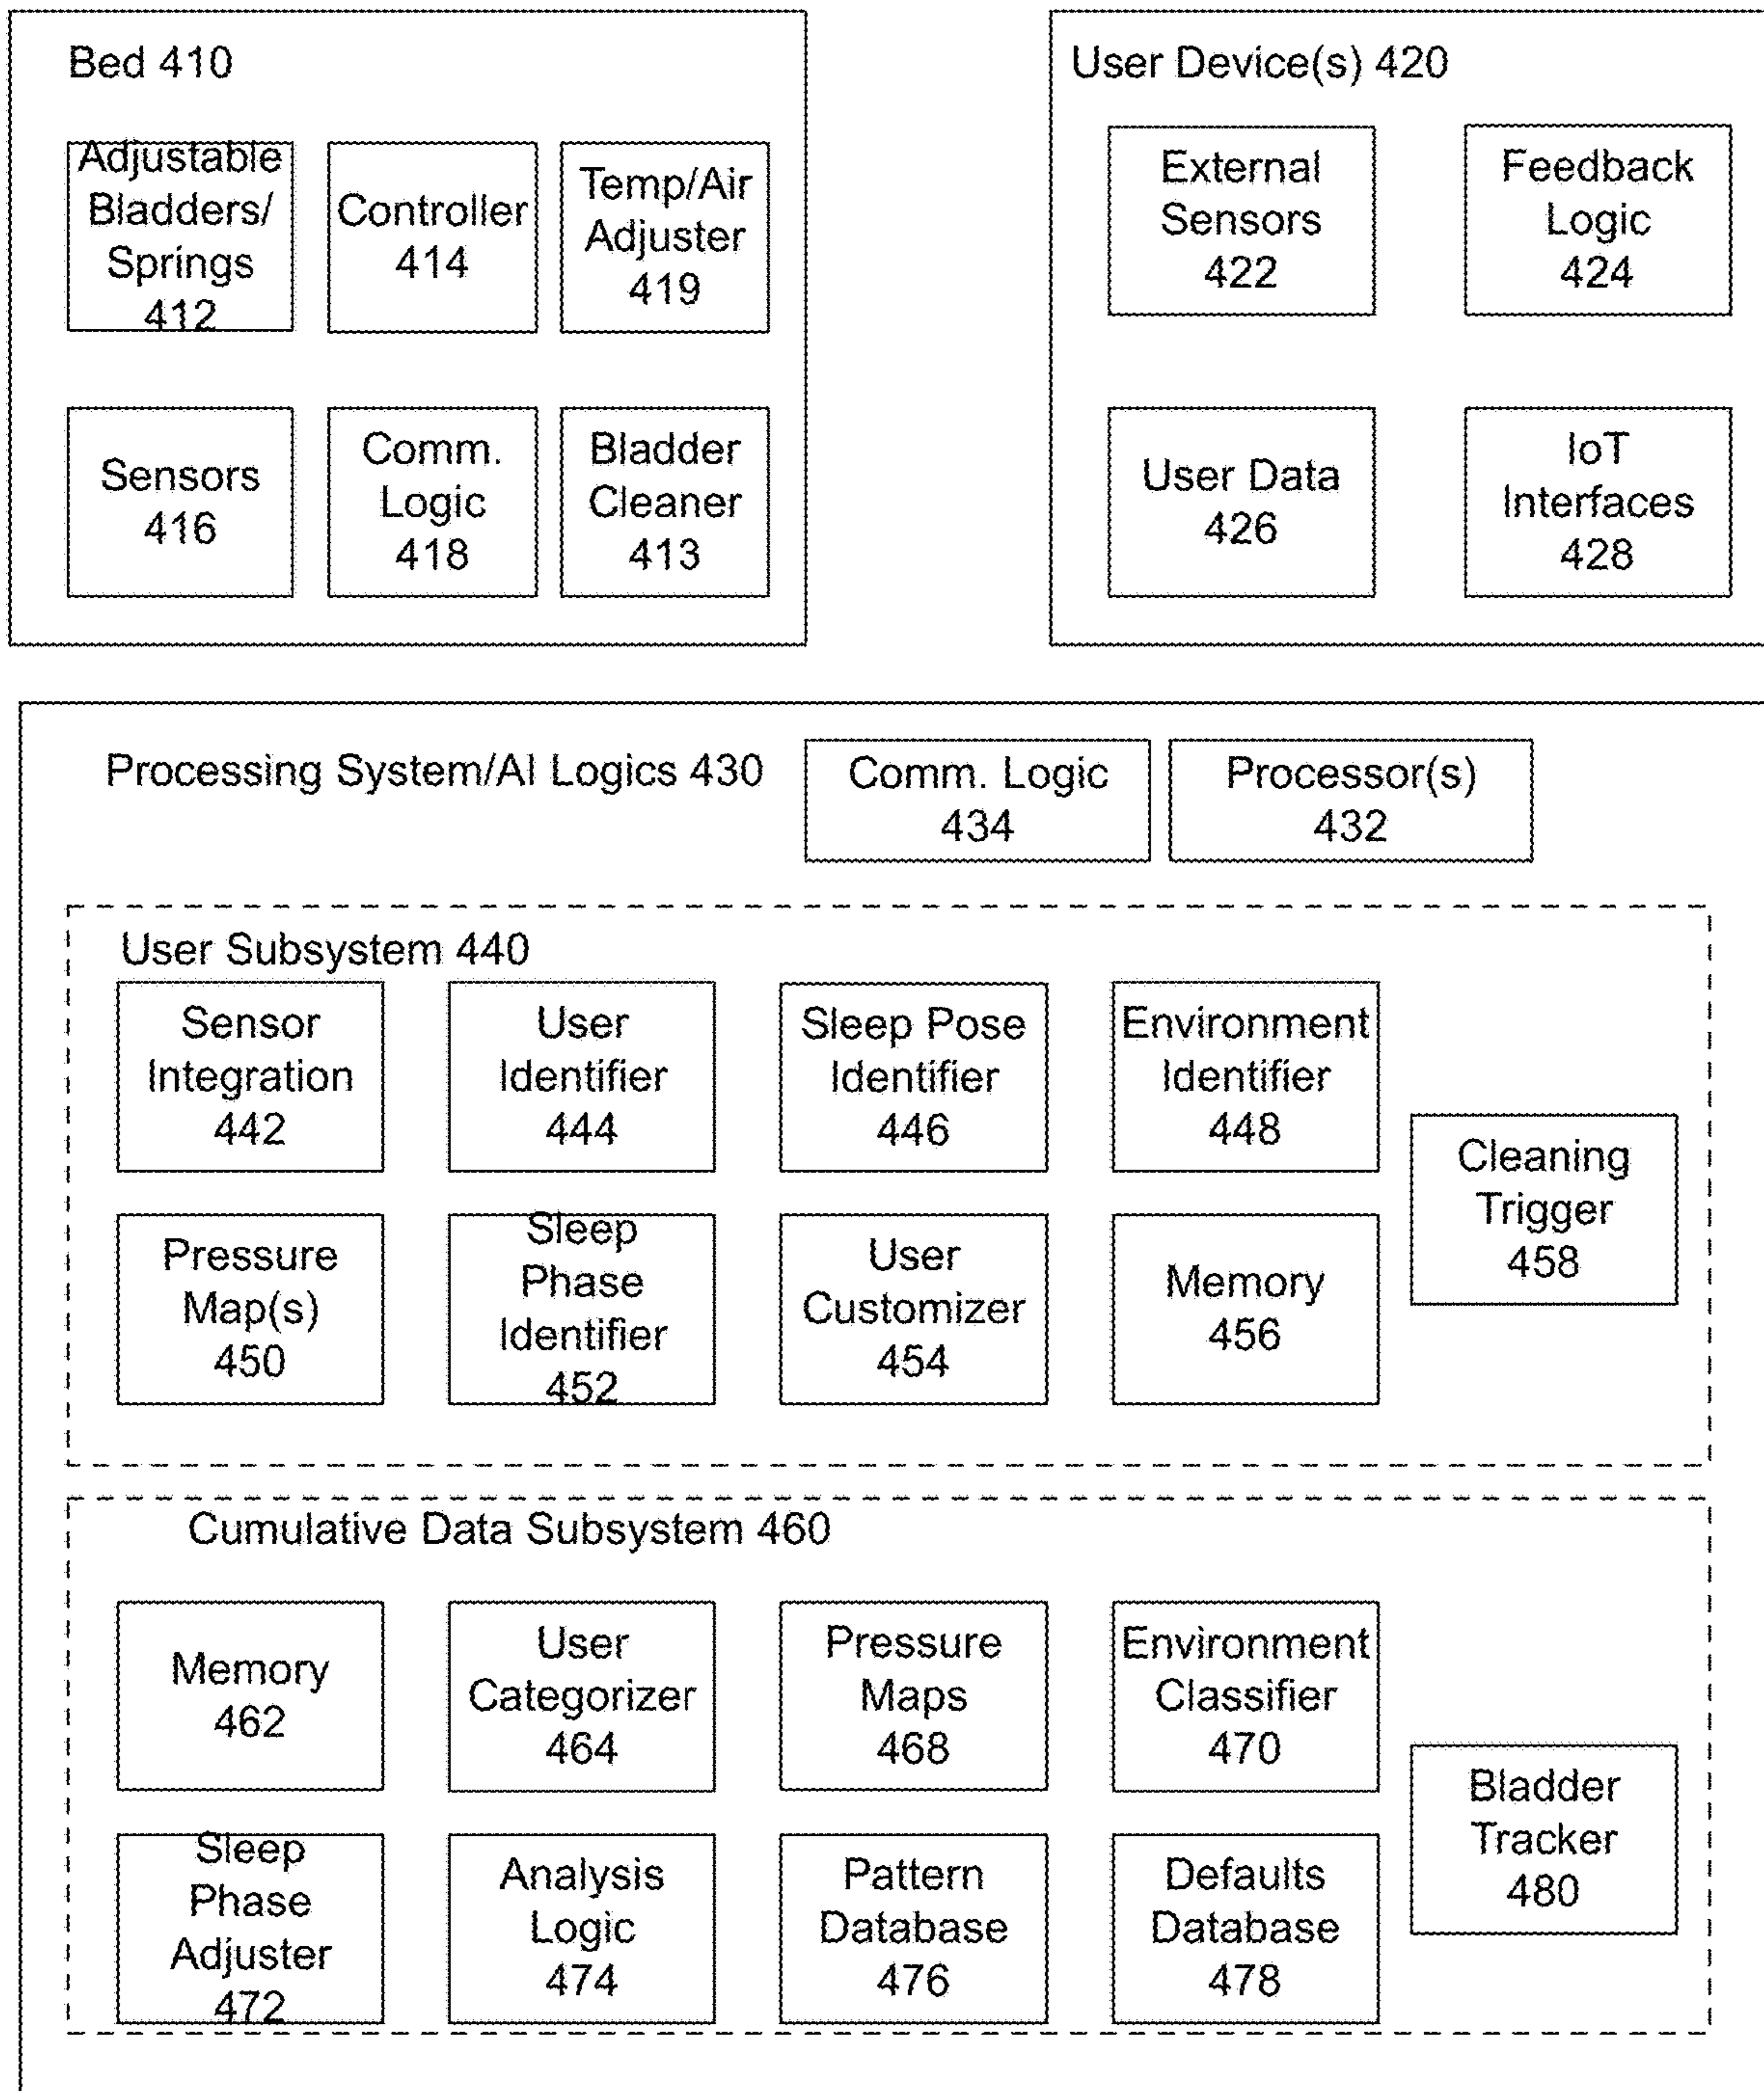 Bed 410
Adjustable
Bladders/
Springs
412
Controller
414
Temp/Air
Adjuster
419
Sensors
416
Comm.
Logic
418
Bladder
Cleaner
413
User Device(s) 420
External
Sensors
422
Feedback
Logic
424
User Data
426
IoT
Interfaces
428
Processing System/AI Logics 430
Comm. Logic
434
Processor(s)
432
User Subsystem 440
Sensor
Integration
442
User
Identifier
444
Sleep Pose
Identifier
446
Environment
Identifier
448
Cleaning
Trigger
458
Pressure
Map(s)
450
Sleep
Phase
Identifier
452
User
Customizer
454
Memory
456
Cumulative Data Subsystem 460
Memory
462
User
Categorizer
464
Pressure
Maps
468
Environment
Classifier
470
Bladder
Tracker
480
Sleep
Phase
Adjuster
472
Analysis
Logic
474
Pattern
Database
476
Defaults
Database
478